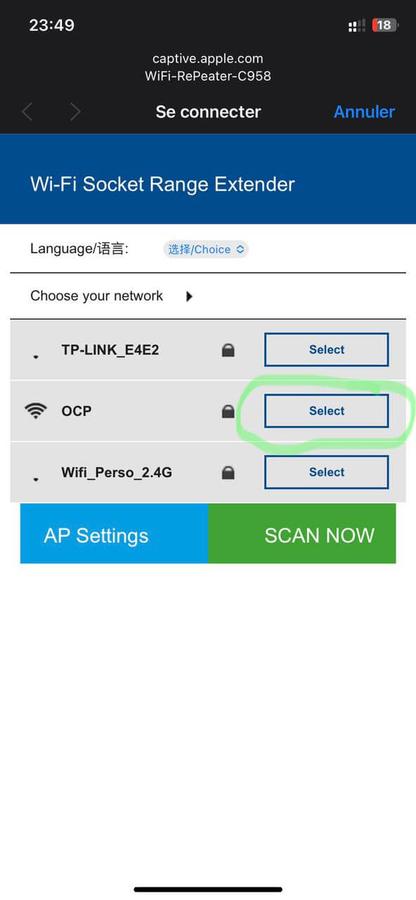 23:49
18
captive.apple.com
WiFi-RePeater-C958
Se connecter
Annuler
Wi-Fi Socket Range Extender
Language/语言:
选择/Choice
Choose your network
TP-LINK_E4E2
Select
OCP
Select
Wifi_Perso_2.4G
Select
AP Settings
SCAN NOW